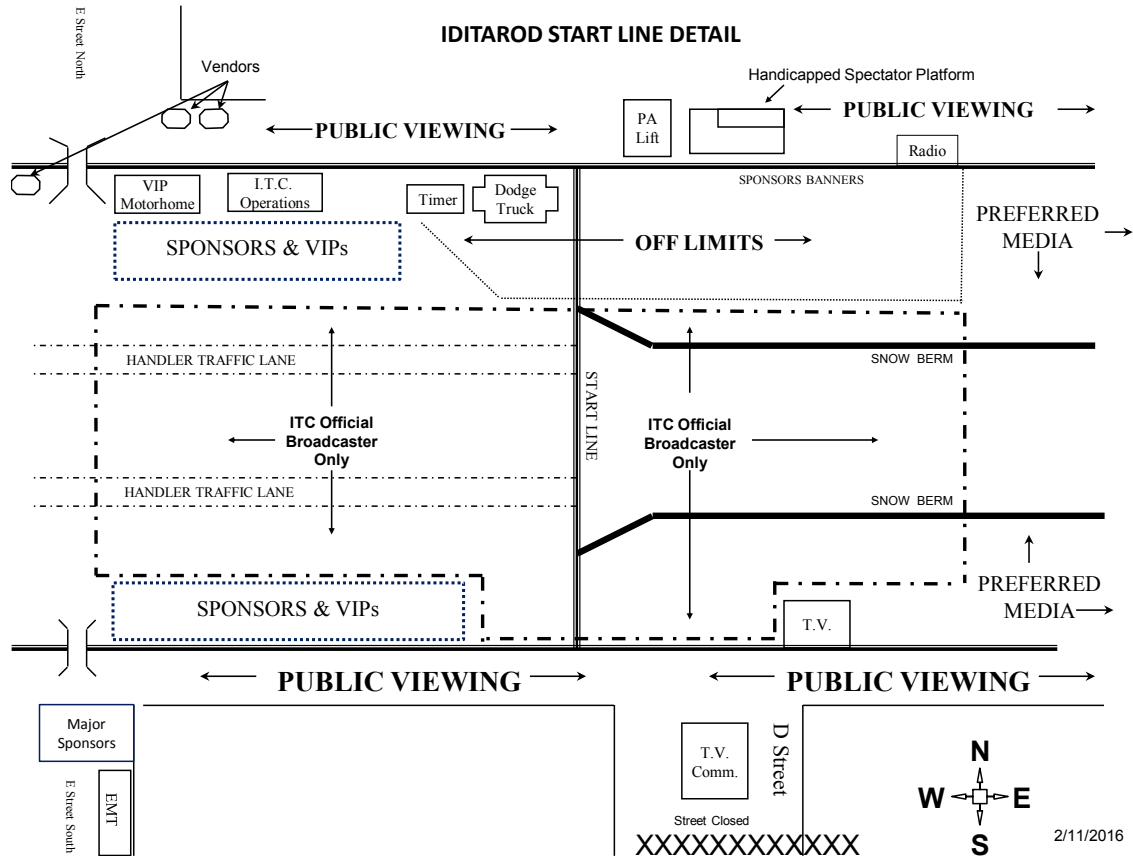 IDITAROD START LINE DETAIL
E Street North
Vendors
Handicapped Spectator Platform
PUBLIC VIEWING
PA
Lift
PUBLIC VIEWING
Radio
VIP
Motorhome
I.T.C.
Operations
Timer
Dodge
Truck
SPONSORS BANNERS
SPONSORS & VIPs
OFF LIMITS
PREFERRED
MEDIA
HANDLER TRAFFIC LANE
SNOW BERM
START LINE
ITC Official
Broadcaster
Only
ITC Official
Broadcaster
Only
HANDLER TRAFFIC LANE
SNOW BERM
SPONSORS & VIPs
PREFERRED
MEDIA
T.V.
PUBLIC VIEWING
PUBLIC VIEWING
Major
Sponsors
T.V.
Comm.
D Street
E Street South
EMT
Street Closed
XXXXXXXXXXXX
N
W
E
S
2/11/2016